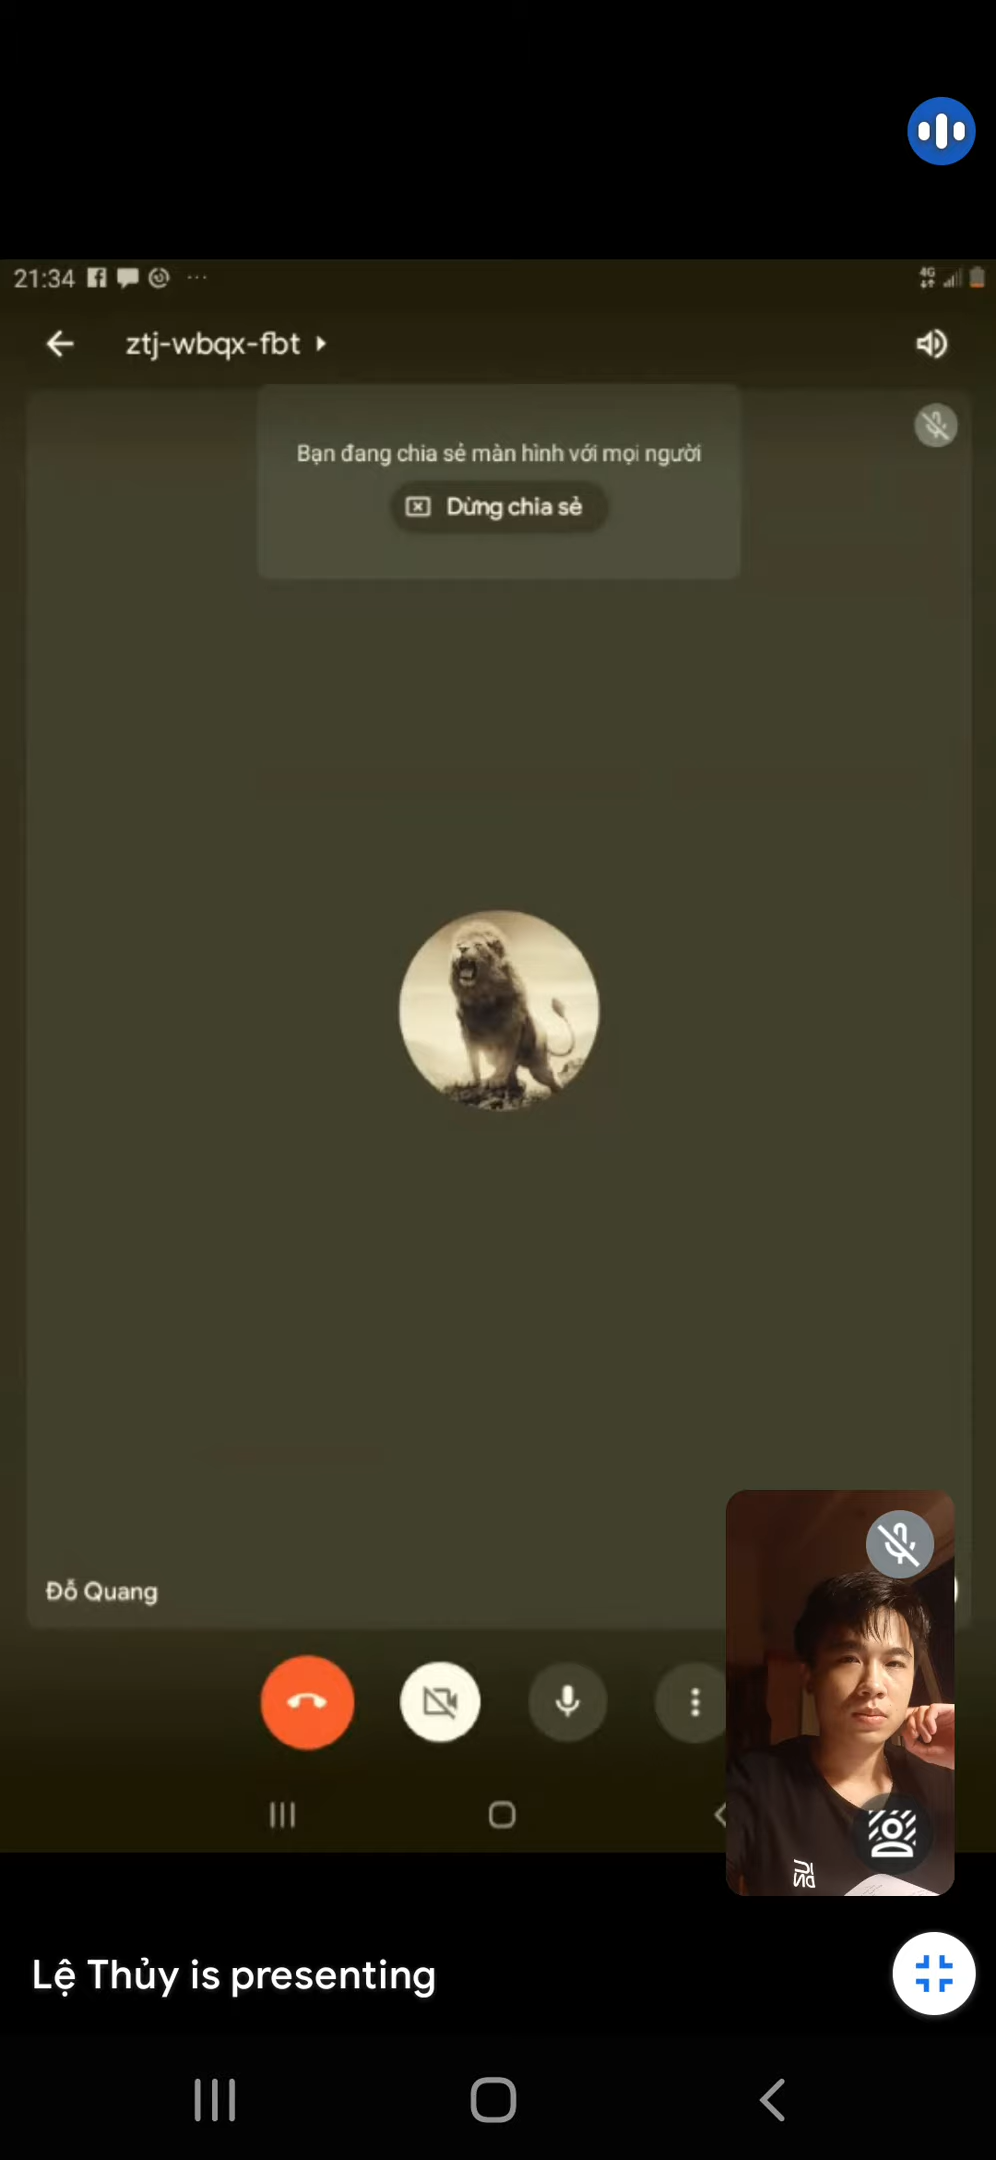 21:34
4G
ztj-wbqx-fbt
Bạn đang chia sẻ màn hình với mọi người
Dừng chia sẻ
Đỗ Quang
Lệ Thủy is presenting